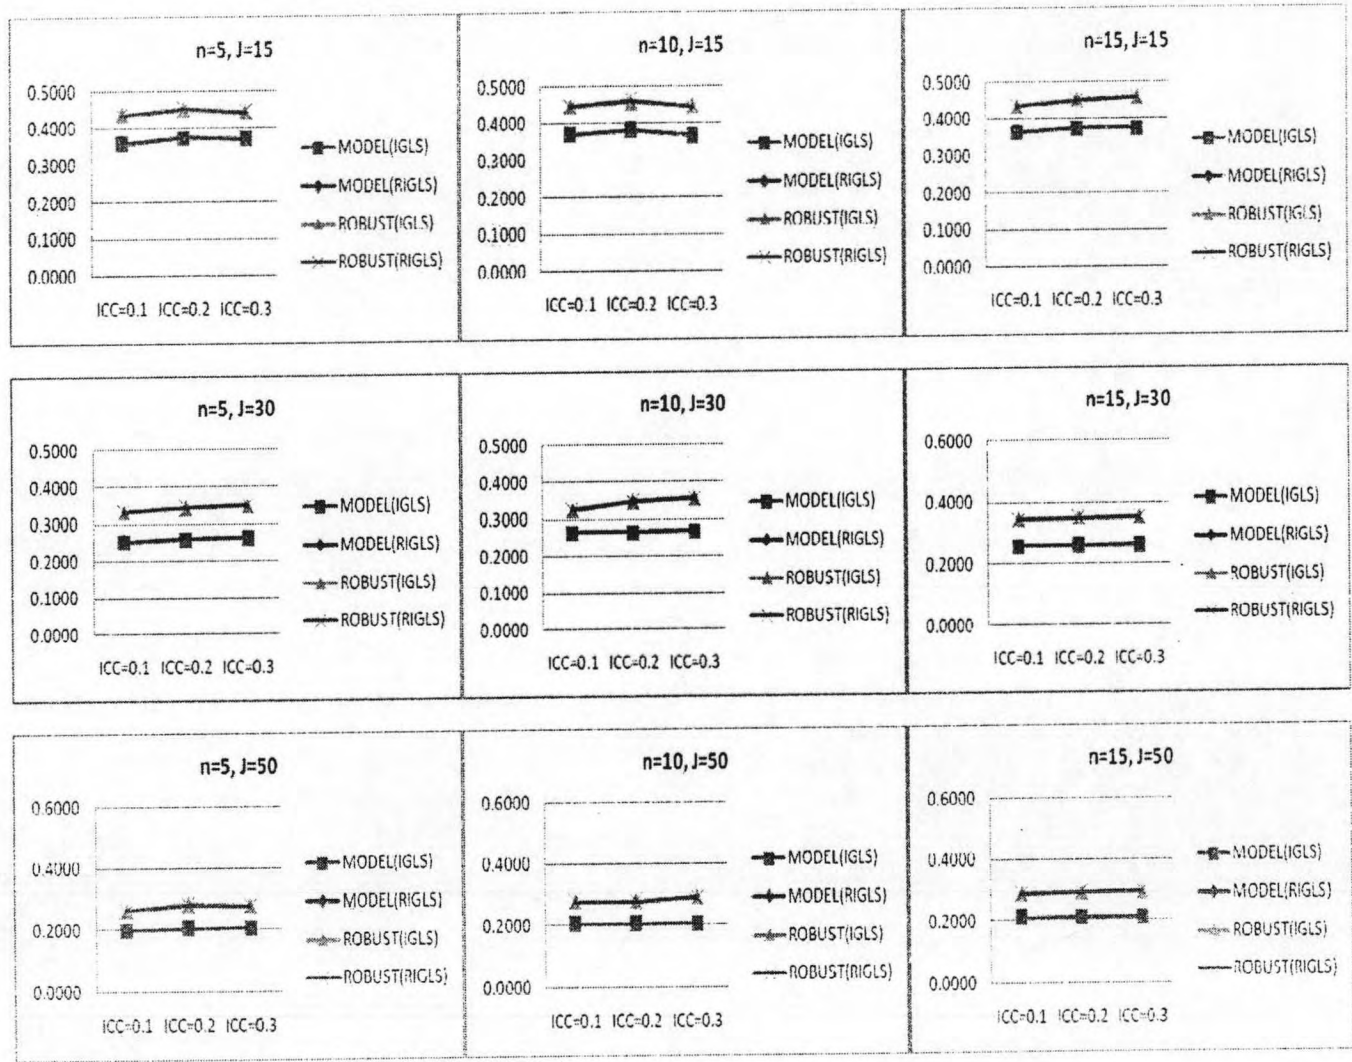 n=5, J=15
0.5000
0.4000
0.3000
0.2000
0.1000
0.0000
ICC=0.1 ICC=0.2 ICC=0.3
MODEL(IGLS)
MODEL(RIGLS)
ROBUST(IGLS)
ROBUST(RIGLS)
n=10, J=15
0.5000
0.4000
0.3000
0.2000
0.1000
0.0000
ICC=0.1 ICC=0.2 ICC=0.3
MODEL(IGLS)
MODEL(RIGLS)
ROBUST(IGLS)
ROBUST(RIGLS)
n=15, J=15
0.5000
0.4000
0.3000
0.2000
0.1000
0.0000
ICC=0.1 ICC=0.2 ICC=0.3
MODEL(IGLS)
MODEL(RIGLS)
ROBUST(IGLS)
ROBUST(RIGLS)
n=5, J=30
0.5000
0.4000
0.3000
0.2000
0.1000
0.0000
ICC=0.1 ICC=0.2 ICC=0.3
MODEL(IGLS)
MODEL(RIGLS)
ROBUST(IGLS)
ROBUST(RIGLS)
n=10, J=30
0.5000
0.4000
0.3000
0.2000
0.1000
0.0000
ICC=0.1 ICC=0.2 ICC=0.3
MODEL(IGLS)
MODEL(RIGLS)
ROBUST(IGLS)
ROBUST(RIGLS)
n=15, J=30
0.6000
0.4000
0.2000
0.0000
ICC=0.1 ICC=0.2 ICC=0.3
MODEL(IGLS)
MODEL(RIGLS)
ROBUST(IGLS)
ROBUST(RIGLS)
n=5, J=50
0.6000
0.4000
0.2000
0.0000
ICC=0.1 ICC=0.2 ICC=0.3
MODEL(IGLS)
MODEL(RIGLS)
ROBUST(IGLS)
ROBUST(RIGLS)
n=10, J=50
0.6000
0.4000
0.2000
0.0000
ICC=0.1 ICC=0.2 ICC=0.3
MODEL(IGLS)
MODEL(RIGLS)
ROBUST(IGLS)
ROBUST(RIGLS)
n=15, J=50
0.6000
0.4000
0.2000
0.0000
ICC=0.1 ICC=0.2 ICC=0.3
MODEL(IGLS)
MODEL(RIGLS)
ROBUST(IGLS)
ROBUST(RIGLS)